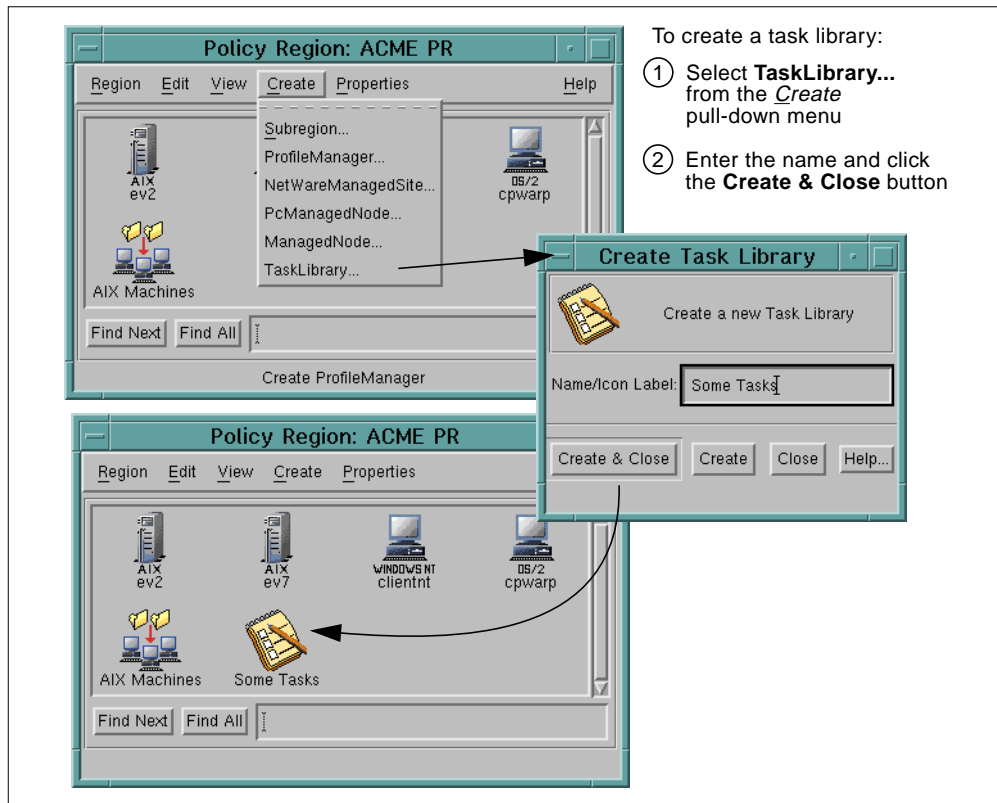 Policy Region: ACME PR
Region Edit View Create Properties Help
Subregion...
ProfileManager...
NetWareManagedSite...
PcManagedNode...
ManagedNode...
TaskLibrary...
AIX
ev2
OS/2
cpwarp
AIX Machines
Find Next Find All
Create ProfileManager
To create a task library:
1 Select TaskLibrary...
from the Create
pull-down menu
2 Enter the name and click
the Create & Close button
Create Task Library
Create a new Task Library
Name/Icon Label: Some Tasks
Create & Close Create Close Help...
Policy Region: ACME PR
Region Edit View Create Properties
AIX
ev2
AIX
ev7
WINDOWS NT
clientnt
OS/2
cpwarp
AIX Machines
Some Tasks
Find Next Find All